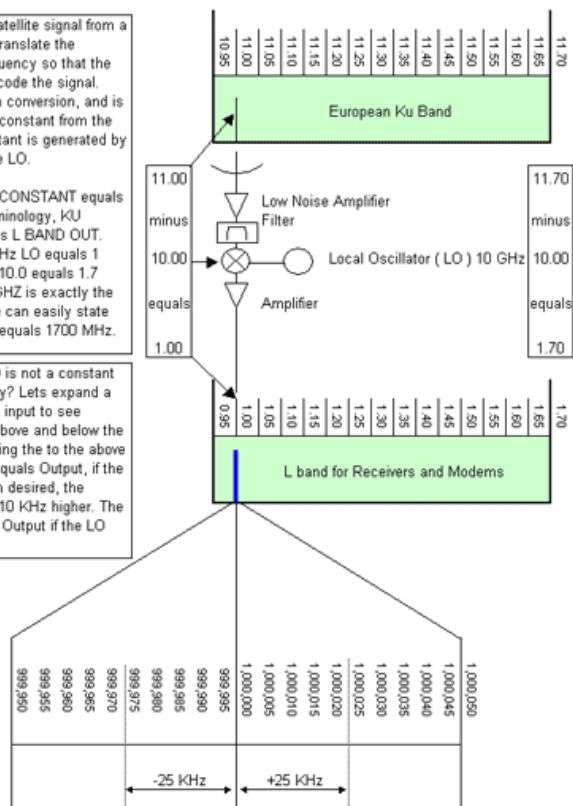 atellite signal from a
ranslate the
uency so that the
code the signal.
conversion, and is
constant from the
tant is generated by
e LO.
CONSTANT equals
minology, KU
s L BAND OUT.
Hz LO equals 1
10.0 equals 1.7
GHZ is exactly the
can easily state
equals 1700 MHz.
is not a constant
y? Lets expand a
input to see
bove and below the
ing the to the above
quals Output, if the
n desired, the
10 KHz higher. The
Output if the LO
10.95 11.00 11.05 11.10 11.15 11.20 11.25 11.30 11.35 11.40 11.45 11.50 11.55 11.60 11.65 11.70
European Ku Band
11.00
minus
10.00
equals
1.00
Low Noise Amplifier
Filter
Local Oscillator ( LO ) 10 GHz
Amplifier
11.70
minus
10.00
equals
1.70
0.95 1.00 1.05 1.10 1.15 1.20 1.25 1.30 1.35 1.40 1.45 1.50 1.55 1.60 1.65 1.70
L band for Receivers and Modems
999,950 999,955 999,960 999,965 999,970 999,975 999,980 999,985 999,990 999,995 1,000,000 1,000,005 1,000,010 1,000,015 1,000,020 1,000,025 1,000,030 1,000,035 1,000,040 1,000,045 1,000,050
-25 KHz
+25 KHz